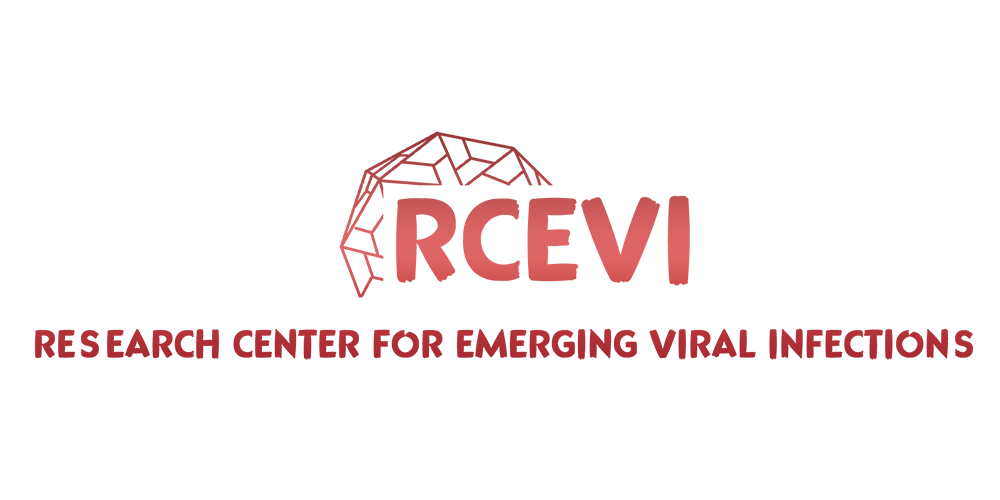 RCEVI
RESEARCH CENTER FOR EMERGING VIRAL INFECTIONS